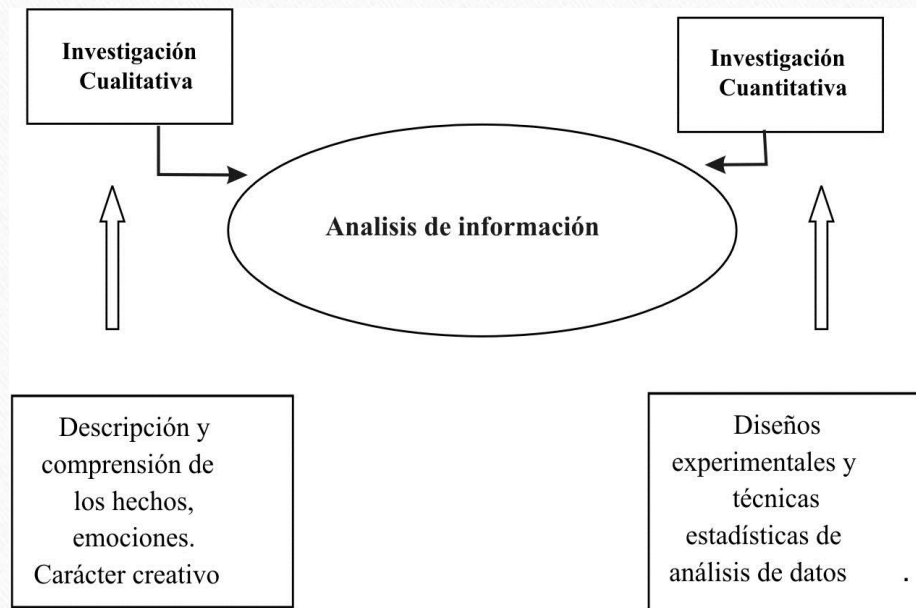 Investigación
Cualitativa
Investigación
Cuantitativa
Analisis de información
Descripción y
comprensión de
los hechos,
emociones.
Carácter creativo
Diseños
experimentales y
técnicas
estadísticas de
análisis de datos .